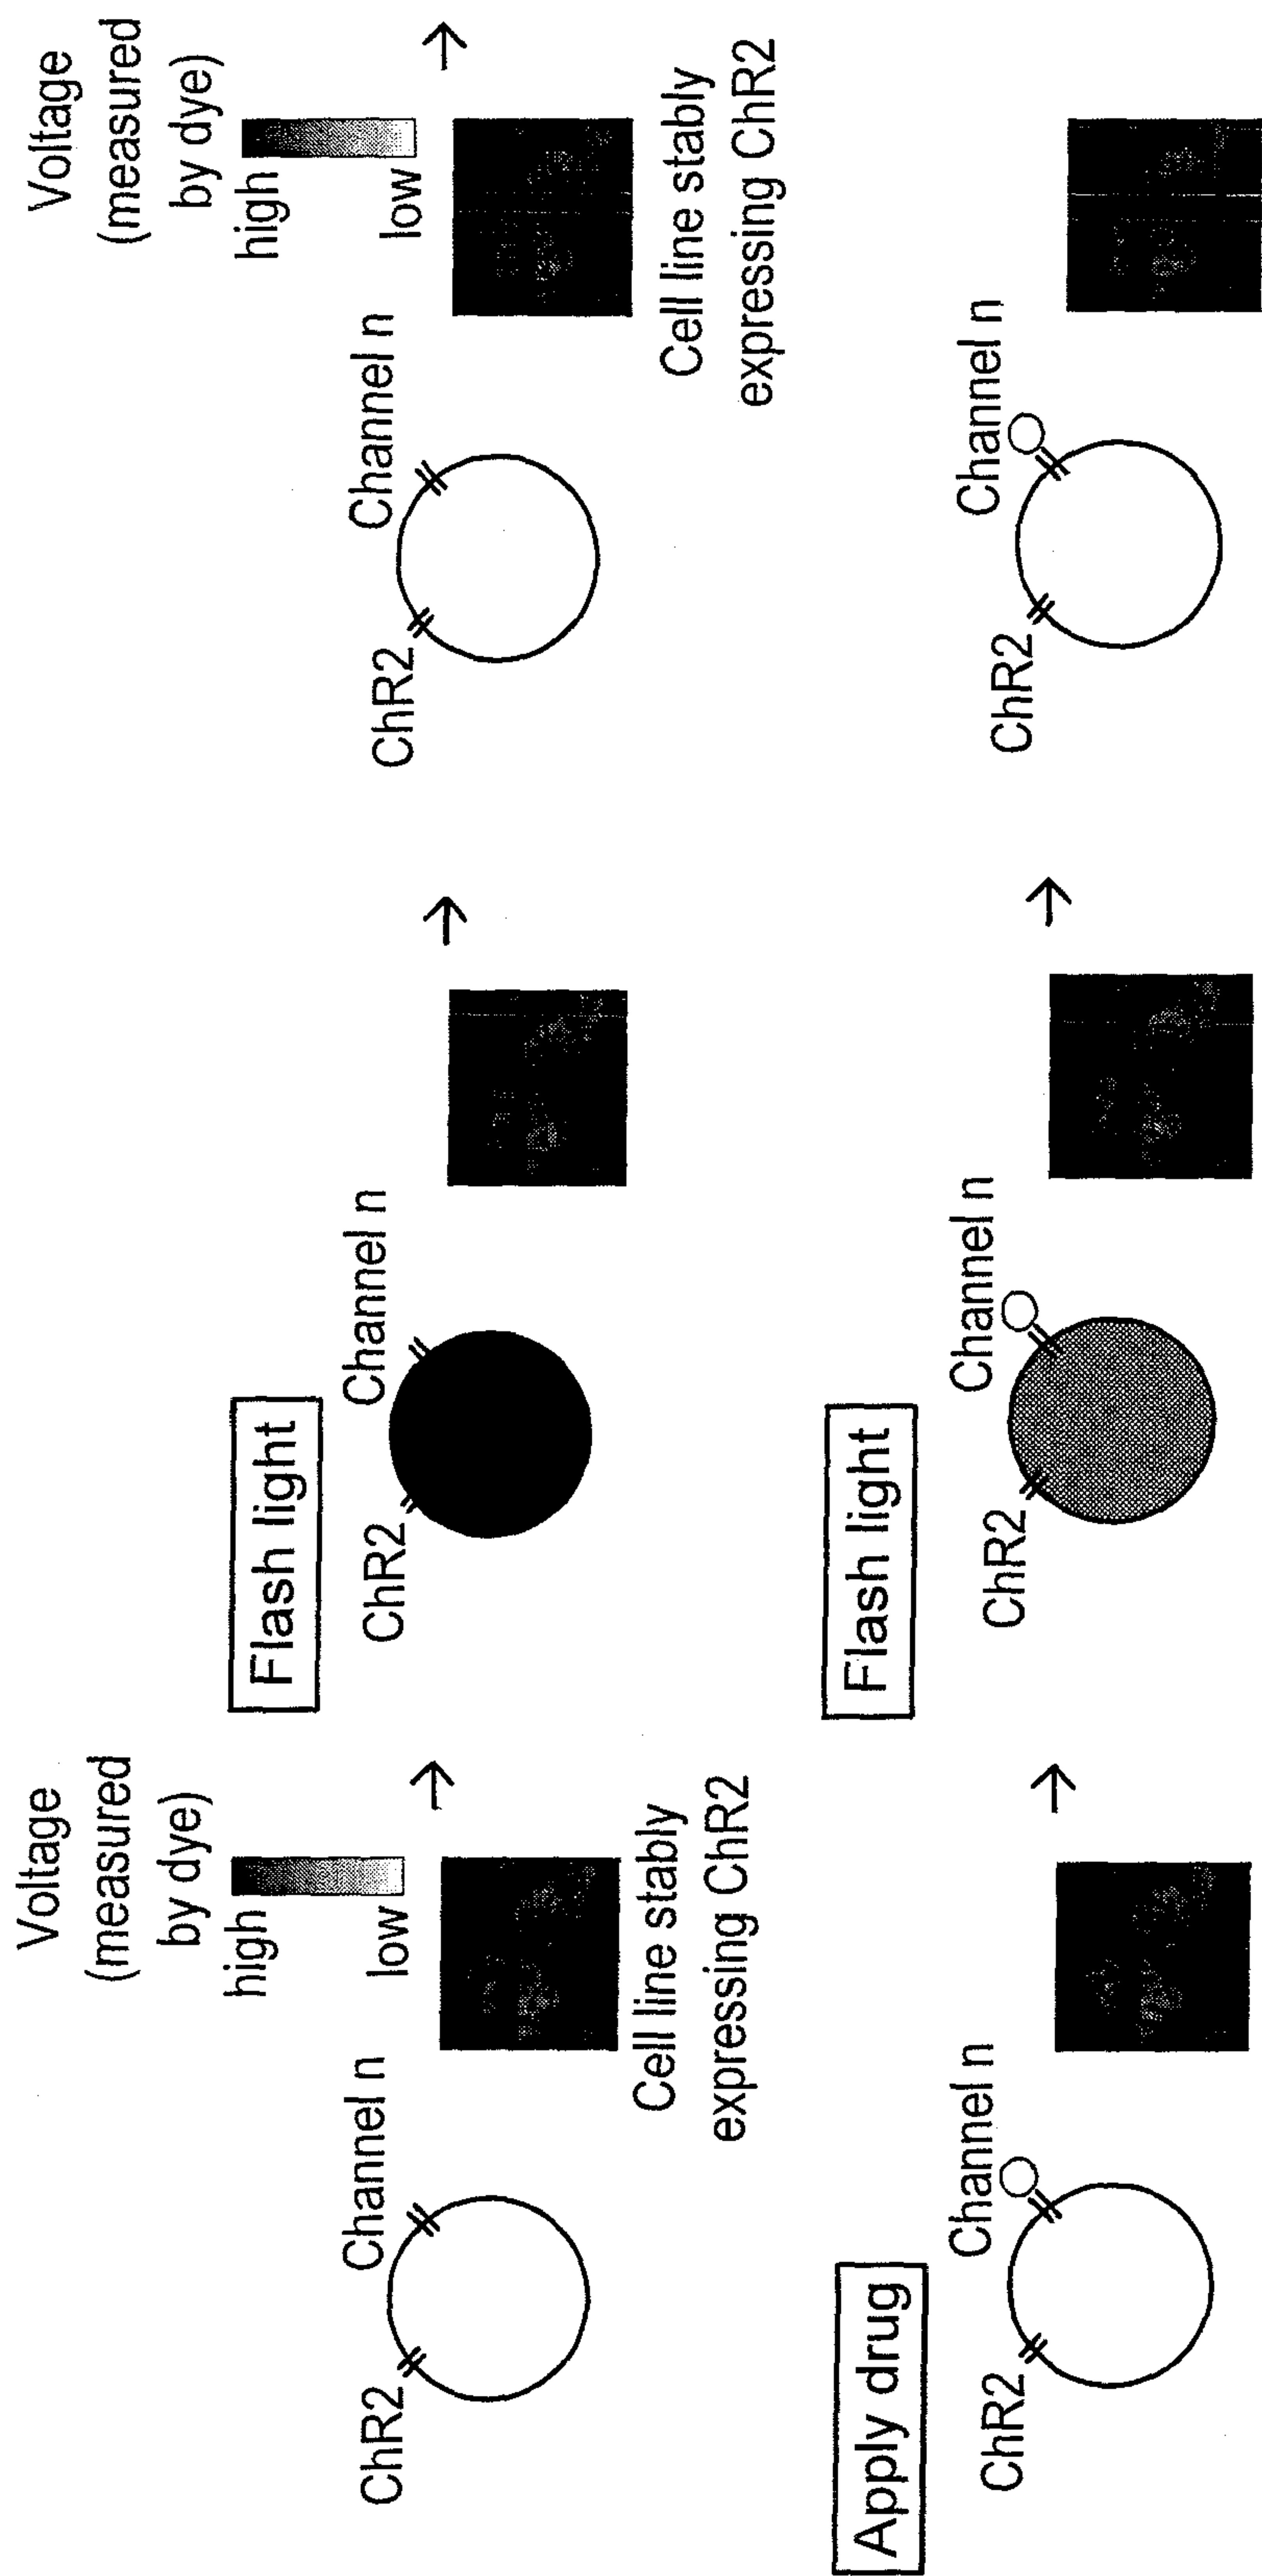 Voltage
(measured
by dye)
high
low
ChR2
Channel n
Cell line stably
expressing ChR2
Flash light
ChR2
Channel n
Voltage
(measured
by dye)
high
low
ChR2
Channel n
Cell line stably
expressing ChR2
Apply drug
ChR2
Channel n
Flash light
ChR2
Channel n
ChR2
Channel n